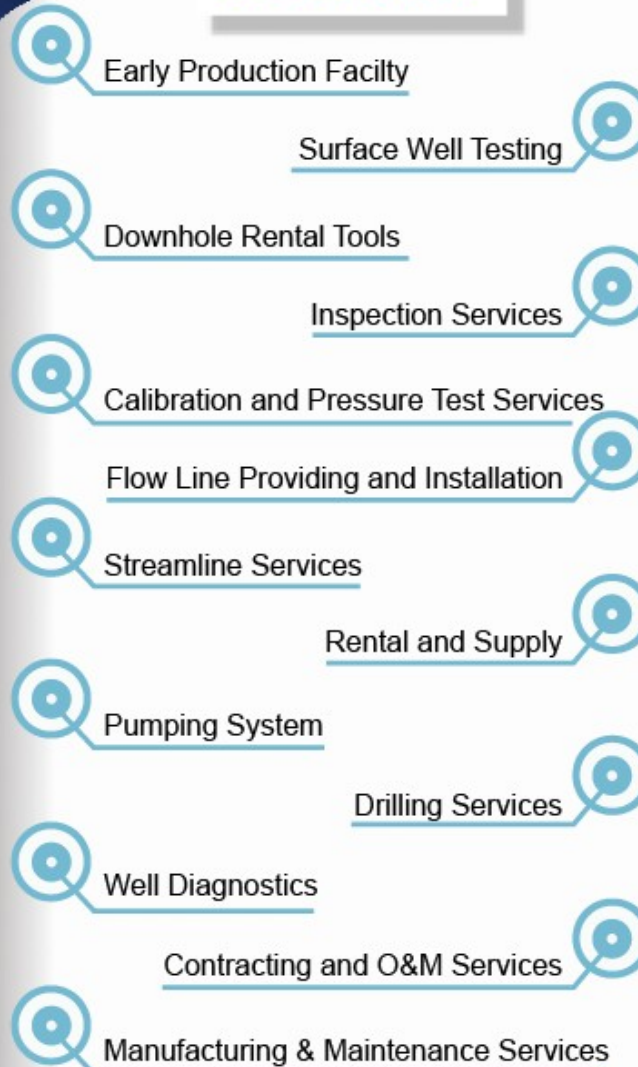 Early Production Facilty
Surface Well Testing
Downhole Rental Tools
Inspection Services
Calibration and Pressure Test Services
Flow Line Providing and Installation
Streamline Services
Rental and Supply
Pumping System
Drilling Services
Well Diagnostics
Contracting and O&M Services
Manufacturing & Maintenance Services